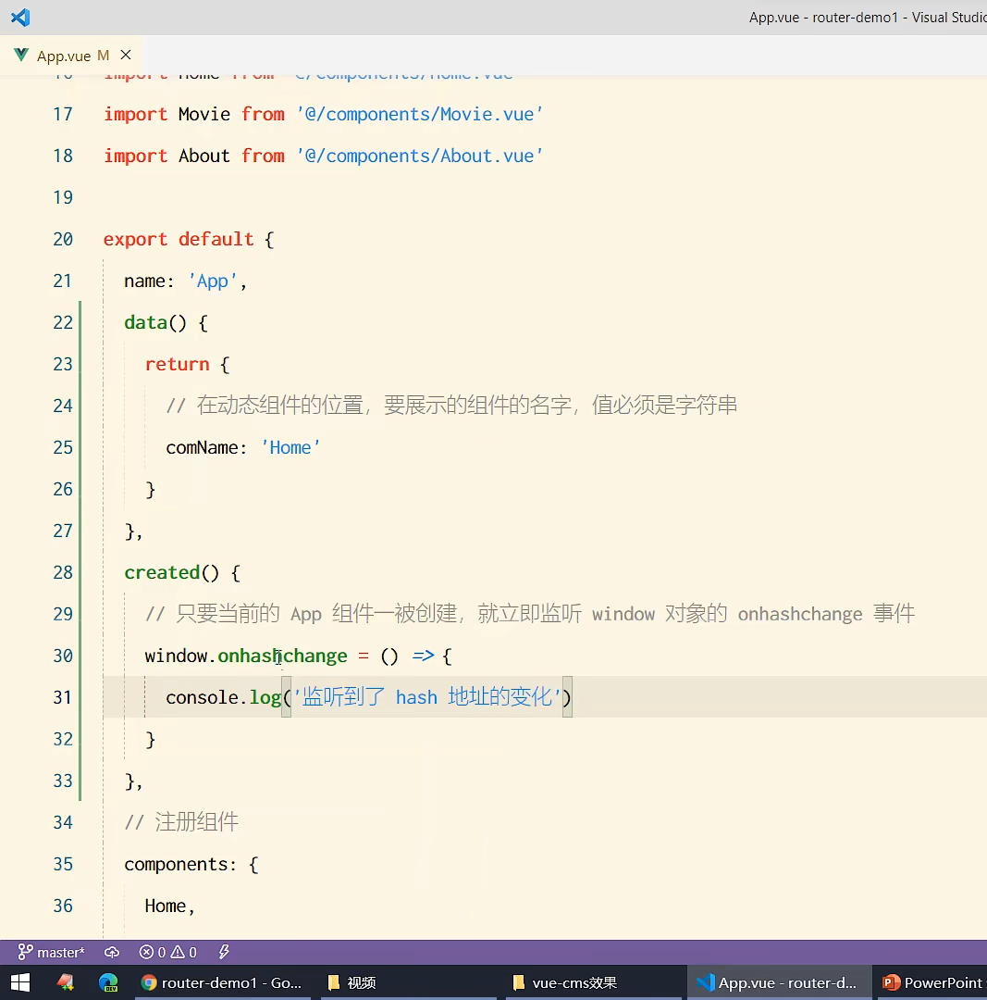 App.vue - router-demo1 - Visual Studio
App.vue M
17 import Movie from '@/components/Movie.vue'
18 import About from '@/components/About.vue'
19
20 export default {
21 name: 'App',
22 data() {
23 return {
24 // 在动态组件的位置，要展示的组件的名字，值必须是字符串
25 comName: 'Home'
26 }
27 },
28 created() {
29 // 只要当前的 App 组件一被创建，就立即监听 window 对象的 onhashchange 事件
30 window.onhashchange = () => {
31 console.log('监听到了 hash 地址的变化')
32 }
33 },
34 // 注册组件
35 components: {
36 Home,
master* 0 0
router-demo1 - Go... 视频 vue-cms效果 App.vue - router-d... PowerPoint